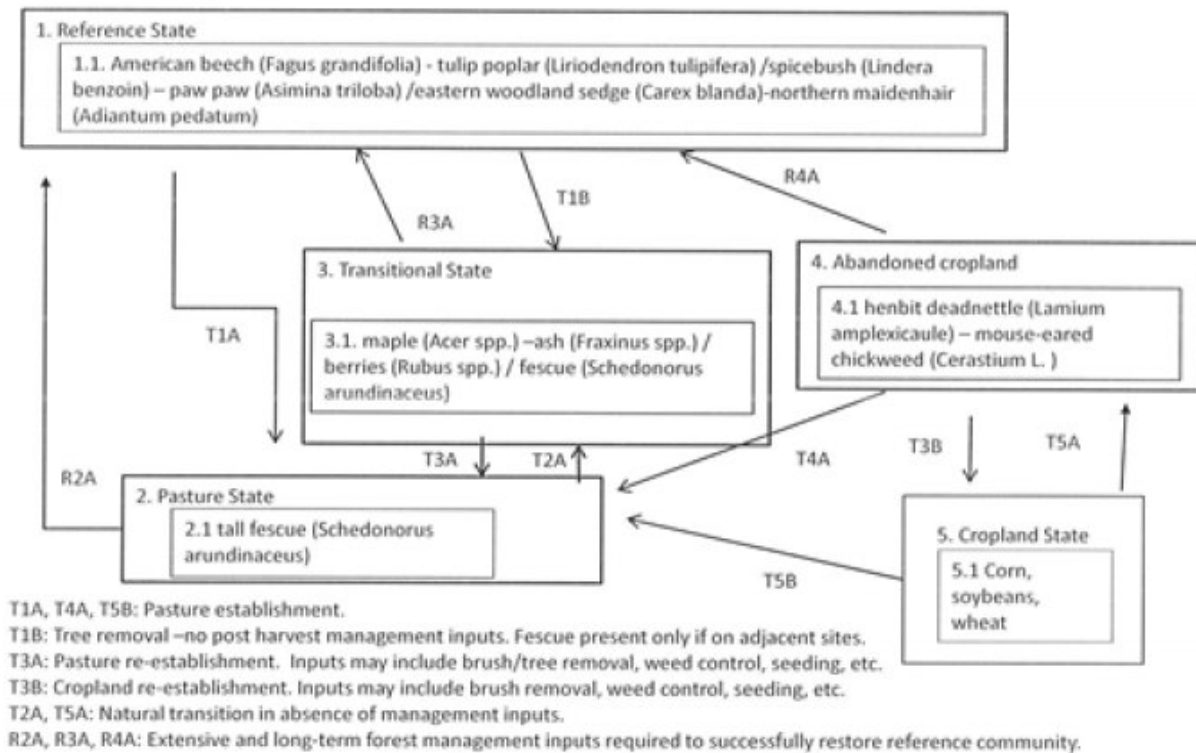 1. Reference State
1.1. American beech (Fagus grandifolia) - tulip poplar (Liriodendron tulipifera) /spicebush (Lindera
benzoin) – paw paw (Asimina triloba) /eastern woodland sedge (Carex blanda)-northern maidenhair
(Adiantum pedatum)
R4A
T1B
R3A
3. Transitional State
4. Abandoned cropland
4.1 henbit deadnettle (Lamium
amplexicaule) – mouse-eared
chickweed (Cerastium L. )
T1A
3.1. maple (Acer spp.) –ash (Fraxinus spp.) /
berries (Rubus spp.) / fescue (Schedonorus
arundinaceus)
T3A
T2A
T4A
T3B
T5A
R2A
2. Pasture State
2.1 tall fescue (Schedonorus
arundinaceus)
5. Cropland State
5.1 Corn,
soybeans,
wheat
T5B
T1A, T4A, T5B: Pasture establishment.
T1B: Tree removal –no post harvest management inputs. Fescue present only if on adjacent sites.
T3A: Pasture re-establishment. Inputs may include brush/tree removal, weed control, seeding, etc.
T3B: Cropland re-establishment. Inputs may include brush removal, weed control, seeding, etc.
T2A, T5A: Natural transition in absence of management inputs.
R2A, R3A, R4A: Extensive and long-term forest management inputs required to successfully restore reference community.